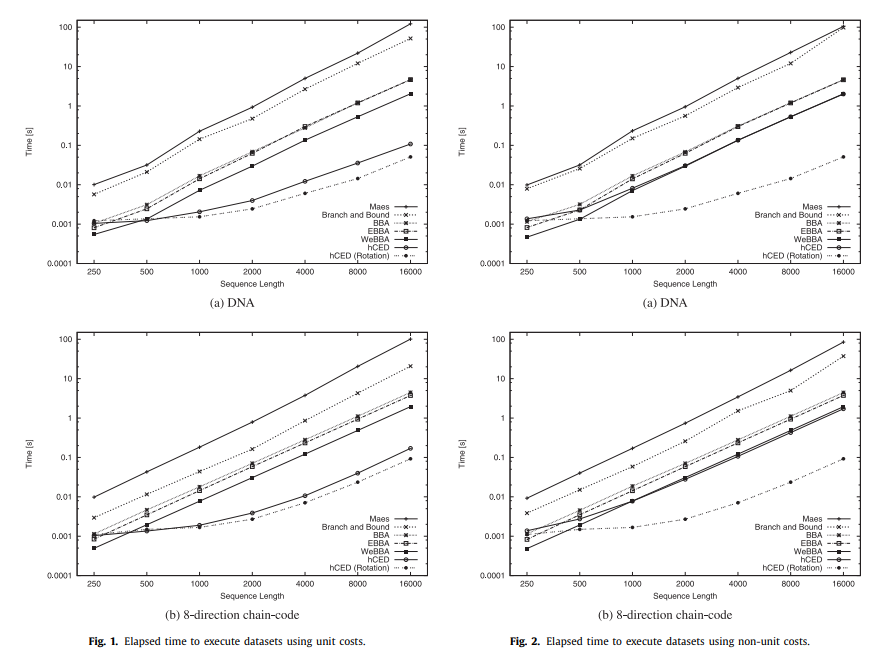 100
10
1
0.1
0.01
0.001
0.0001
Time [s]
250 500 1000 2000 4000 8000 16000
Sequence Length
Maes
Branch and Bound
BBA
EBBA
WeBBA
hCED
hCED (Rotation)
(a) DNA
100
10
1
0.1
0.01
0.001
0.0001
Time [s]
250 500 1000 2000 4000 8000 16000
Sequence Length
Maes
Branch and Bound
BBA
EBBA
WeBBA
hCED
hCED (Rotation)
(b) 8-direction chain-code
Fig. 1. Elapsed time to execute datasets using unit costs.
100
10
1
0.1
0.01
0.001
0.0001
Time [s]
250 500 1000 2000 4000 8000 16000
Sequence Length
Maes
Branch and Bound
BBA
EBBA
WeBBA
hCED
hCED (Rotation)
(a) DNA
100
10
1
0.1
0.01
0.001
0.0001
Time [s]
250 500 1000 2000 4000 8000 16000
Sequence Length
Maes
Branch and Bound
BBA
EBBA
WeBBA
hCED
hCED (Rotation)
(b) 8-direction chain-code
Fig. 2. Elapsed time to execute datasets using non-unit costs.